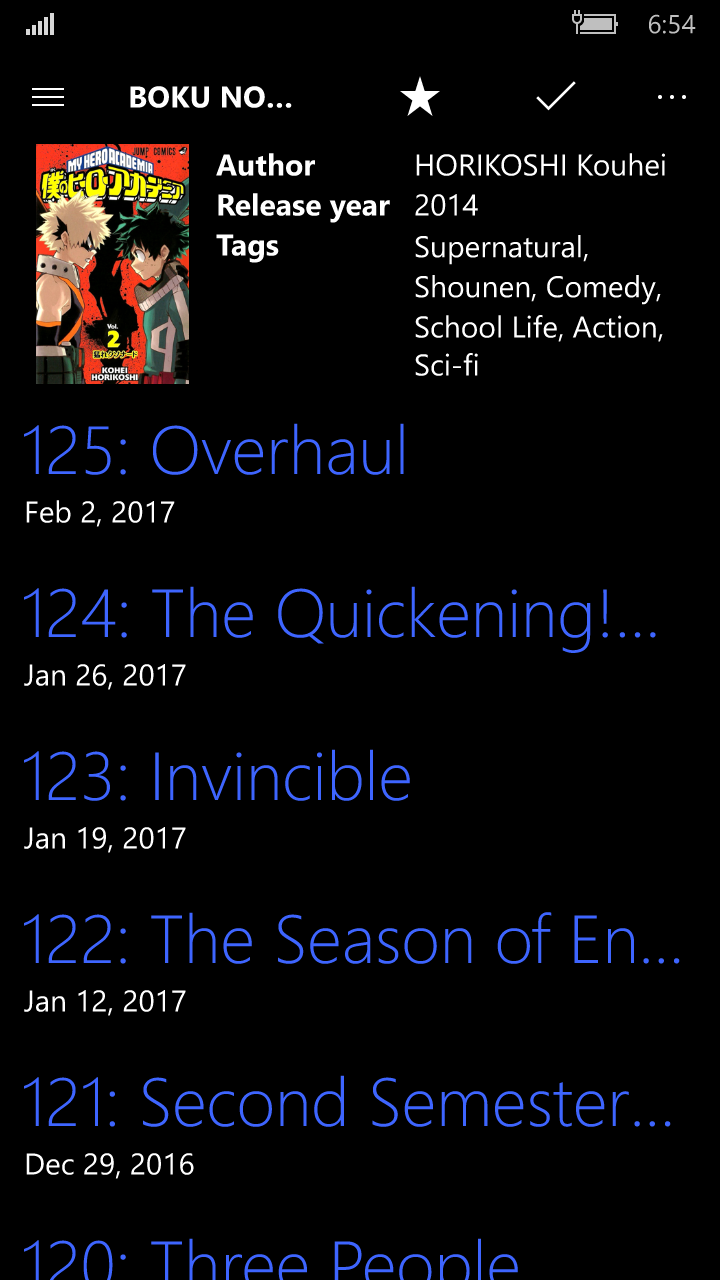 6:54
BOKU NO...
JUMP COMICS
MY HERO ACADEMIA
僕のヒーローアカデミア
Vol.
2
KOHEI
HORIKOSHI
Author HORIKOSHI Kouhei
Release year 2014
Tags Supernatural,
Shounen, Comedy,
School Life, Action,
Sci-fi
125: Overhaul
Feb 2, 2017
124: The Quickening!...
Jan 26, 2017
123: Invincible
Jan 19, 2017
122: The Season of En...
Jan 12, 2017
121: Second Semester...
Dec 29, 2016
120: Three People